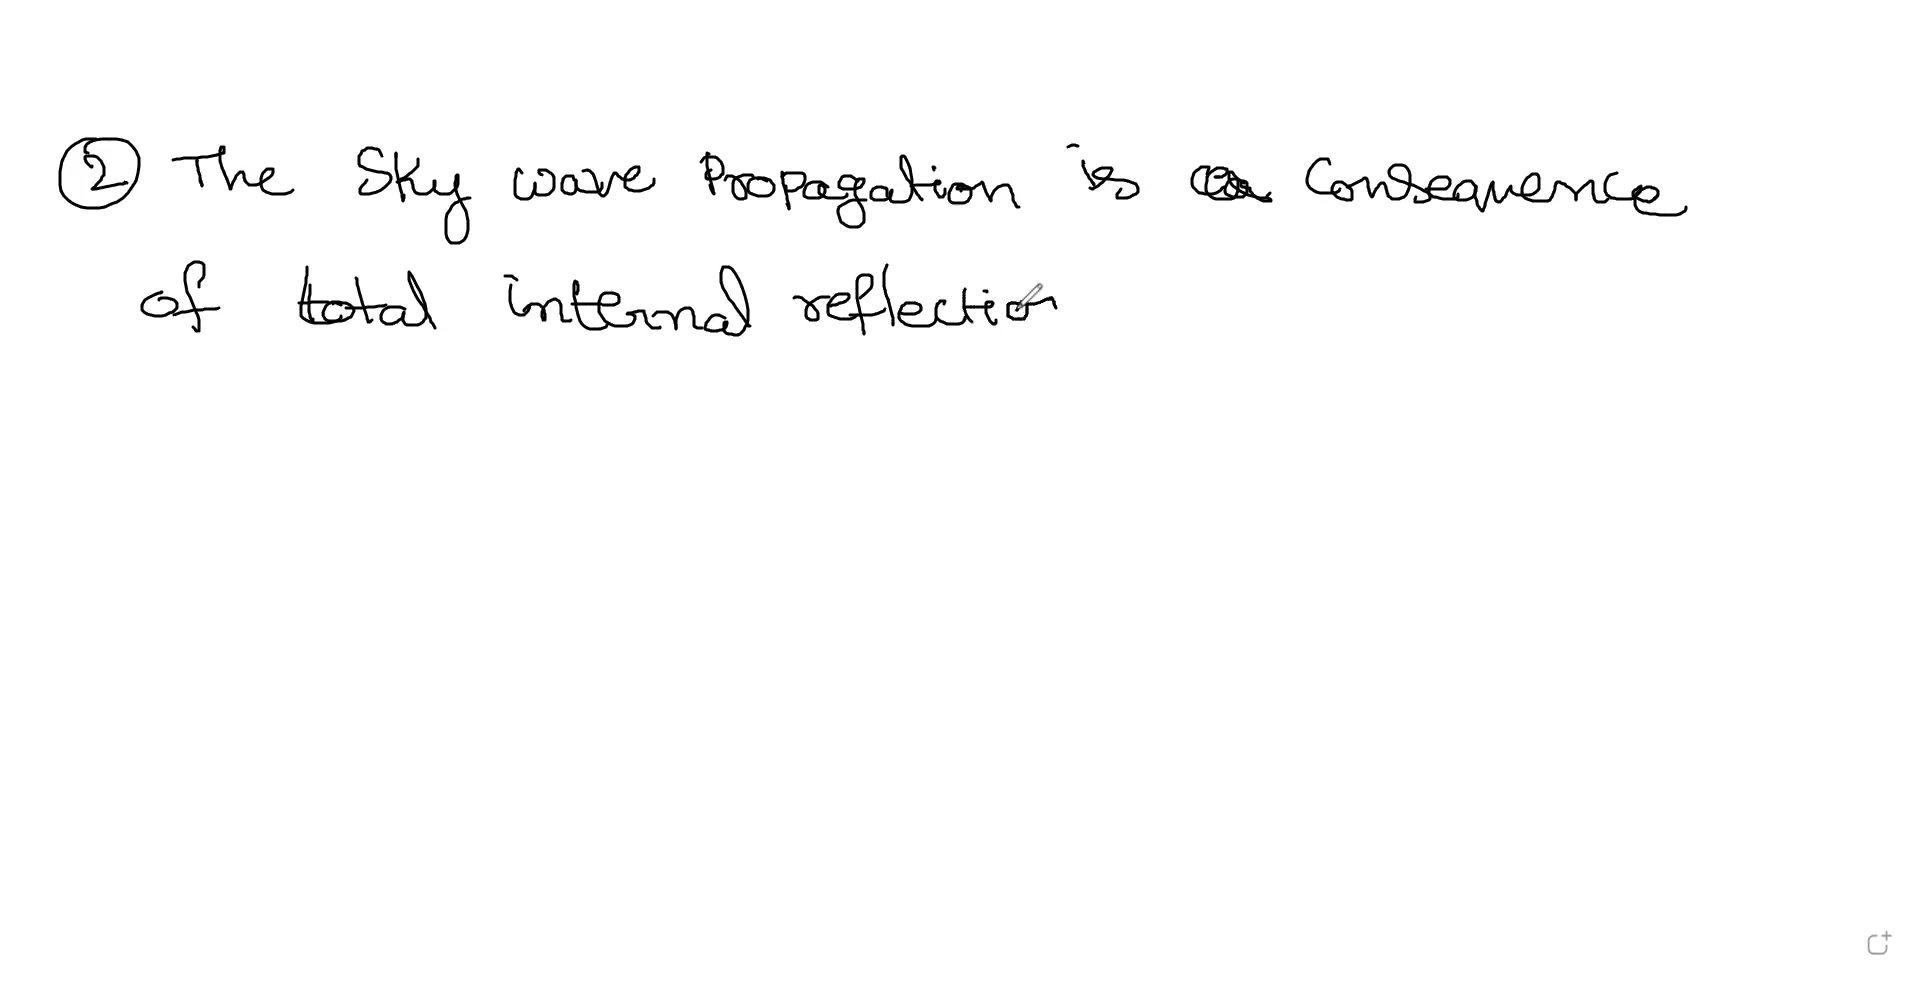 ② The Sky wave Propagation is a Consequence
of total internal reflection